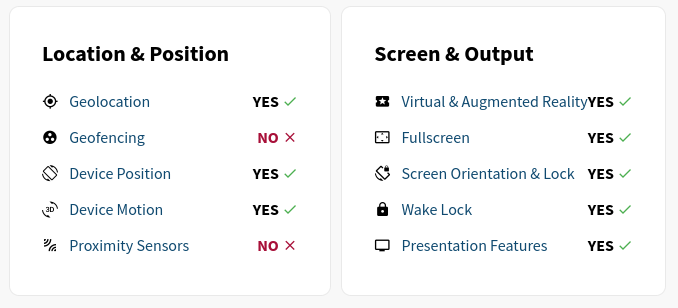 Location & Position
Geolocation YES
Geofencing NO
Device Position YES
3D Device Motion YES
Proximity Sensors NO
Screen & Output
Virtual & Augmented Reality YES
Fullscreen YES
Screen Orientation & Lock YES
Wake Lock YES
Presentation Features YES